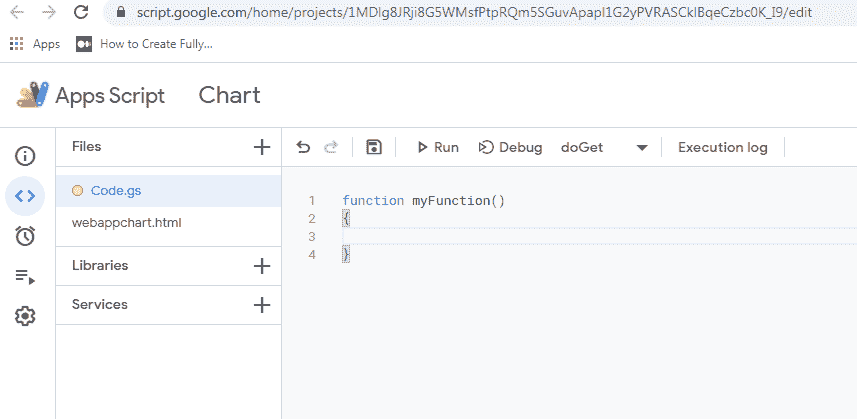 script.google.com/home/projects/1MDlg8JRji8G5WMsfPtpRQm5SGuvApapl1G2yPVRASCklBqeCzbc0K_I9/edit
Apps How to Create Fully...
Apps Script Chart
Files Run Debug doGet Execution log
Code.gs
webappchart.html
Libraries
Services
1 function myFunction()
2 {
3
4 }